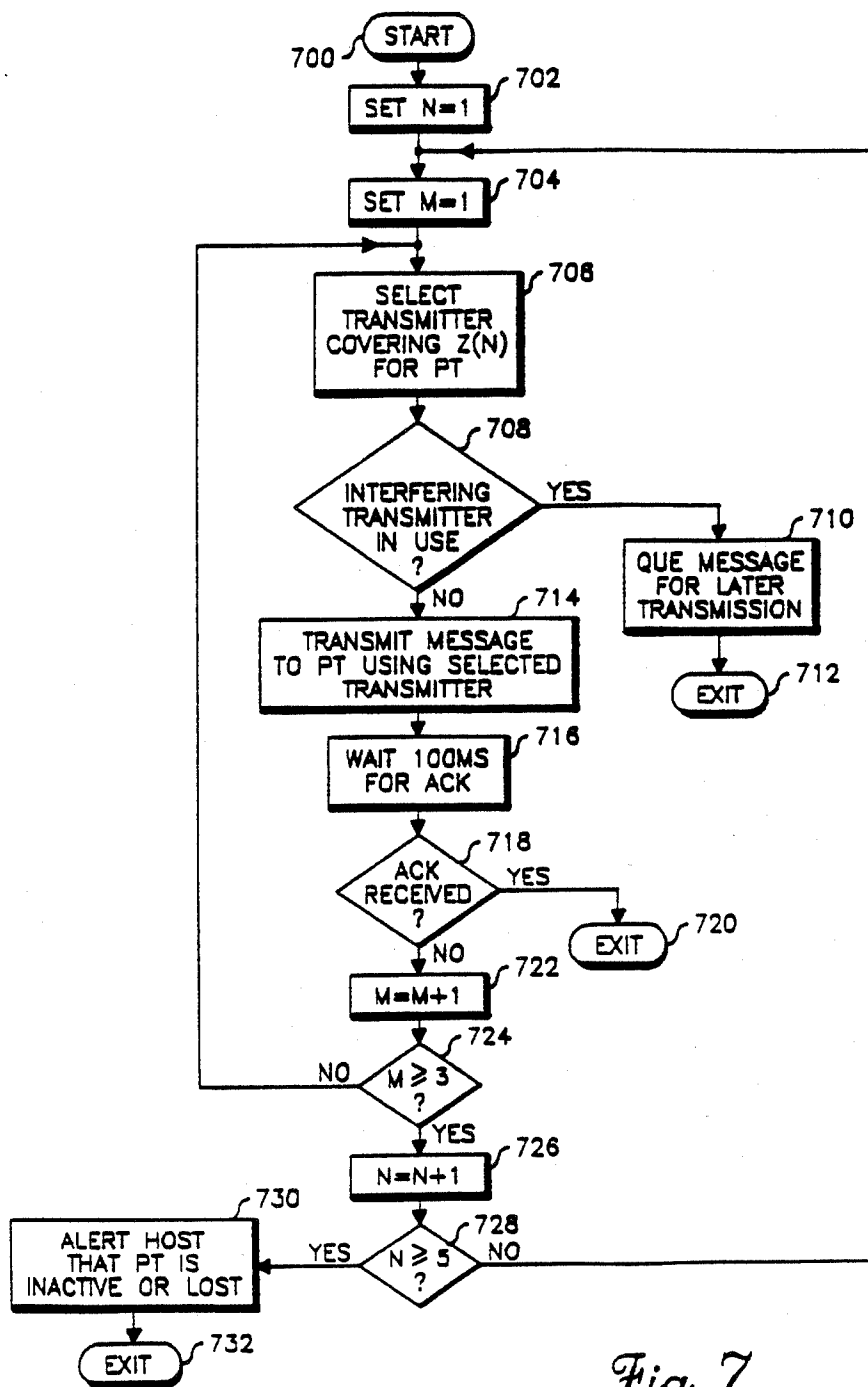 START
700
702
SET N=1
704
SET M=1
706
SELECT
TRANSMITTER
COVERING Z(N)
FOR PT
708
INTERFERING
TRANSMITTER
IN USE
?
YES
NO
710
QUE MESSAGE
FOR LATER
TRANSMISSION
EXIT
712
714
TRANSMIT MESSAGE
TO PT USING SELECTED
TRANSMITTER
716
WAIT 100MS
FOR ACK
718
ACK
RECEIVED
?
YES
NO
EXIT
720
722
M=M+1
724
M ⩾ 3
?
NO
YES
726
N=N+1
728
N ⩾ 5
?
YES
NO
730
ALERT HOST
THAT PT IS
INACTIVE OR LOST
EXIT
732
Fig. 7